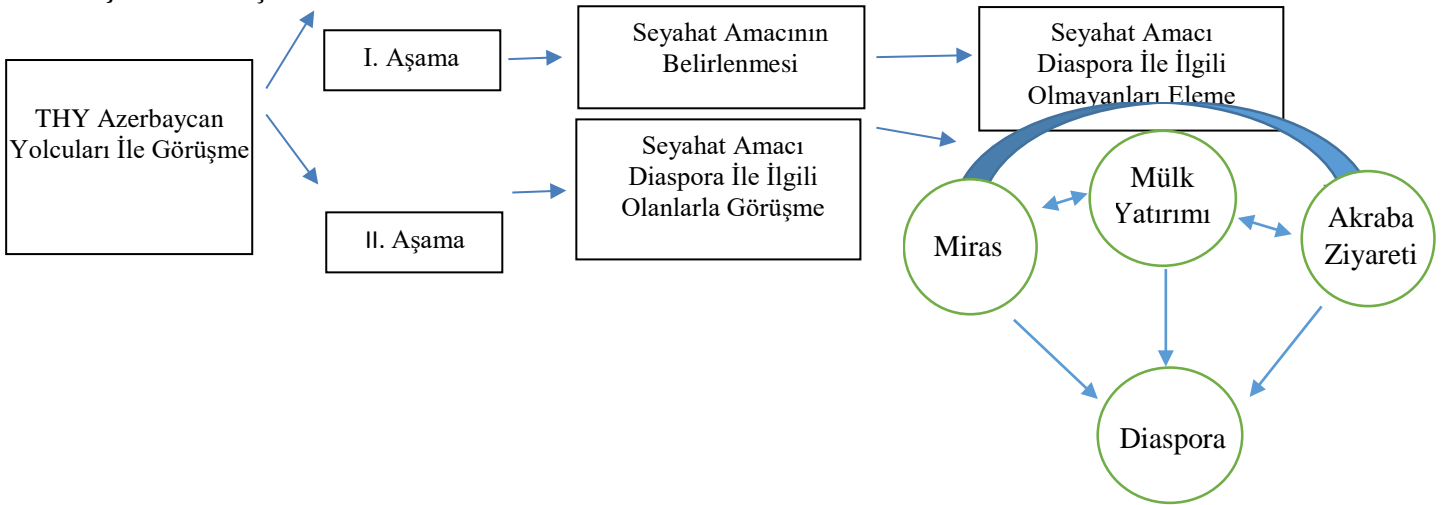 THY Azerbaycan
Yolcuları İle Görüşme
I. Aşama
Seyahat Amacının
Belirlenmesi
Seyahat Amacı
Diaspora İle İlgili
Olmayanları Eleme
II. Aşama
Seyahat Amacı
Diaspora İle İlgili
Olanlarla Görüşme
Miras
Mülk
Yatırımı
Akraba
Ziyareti
Diaspora